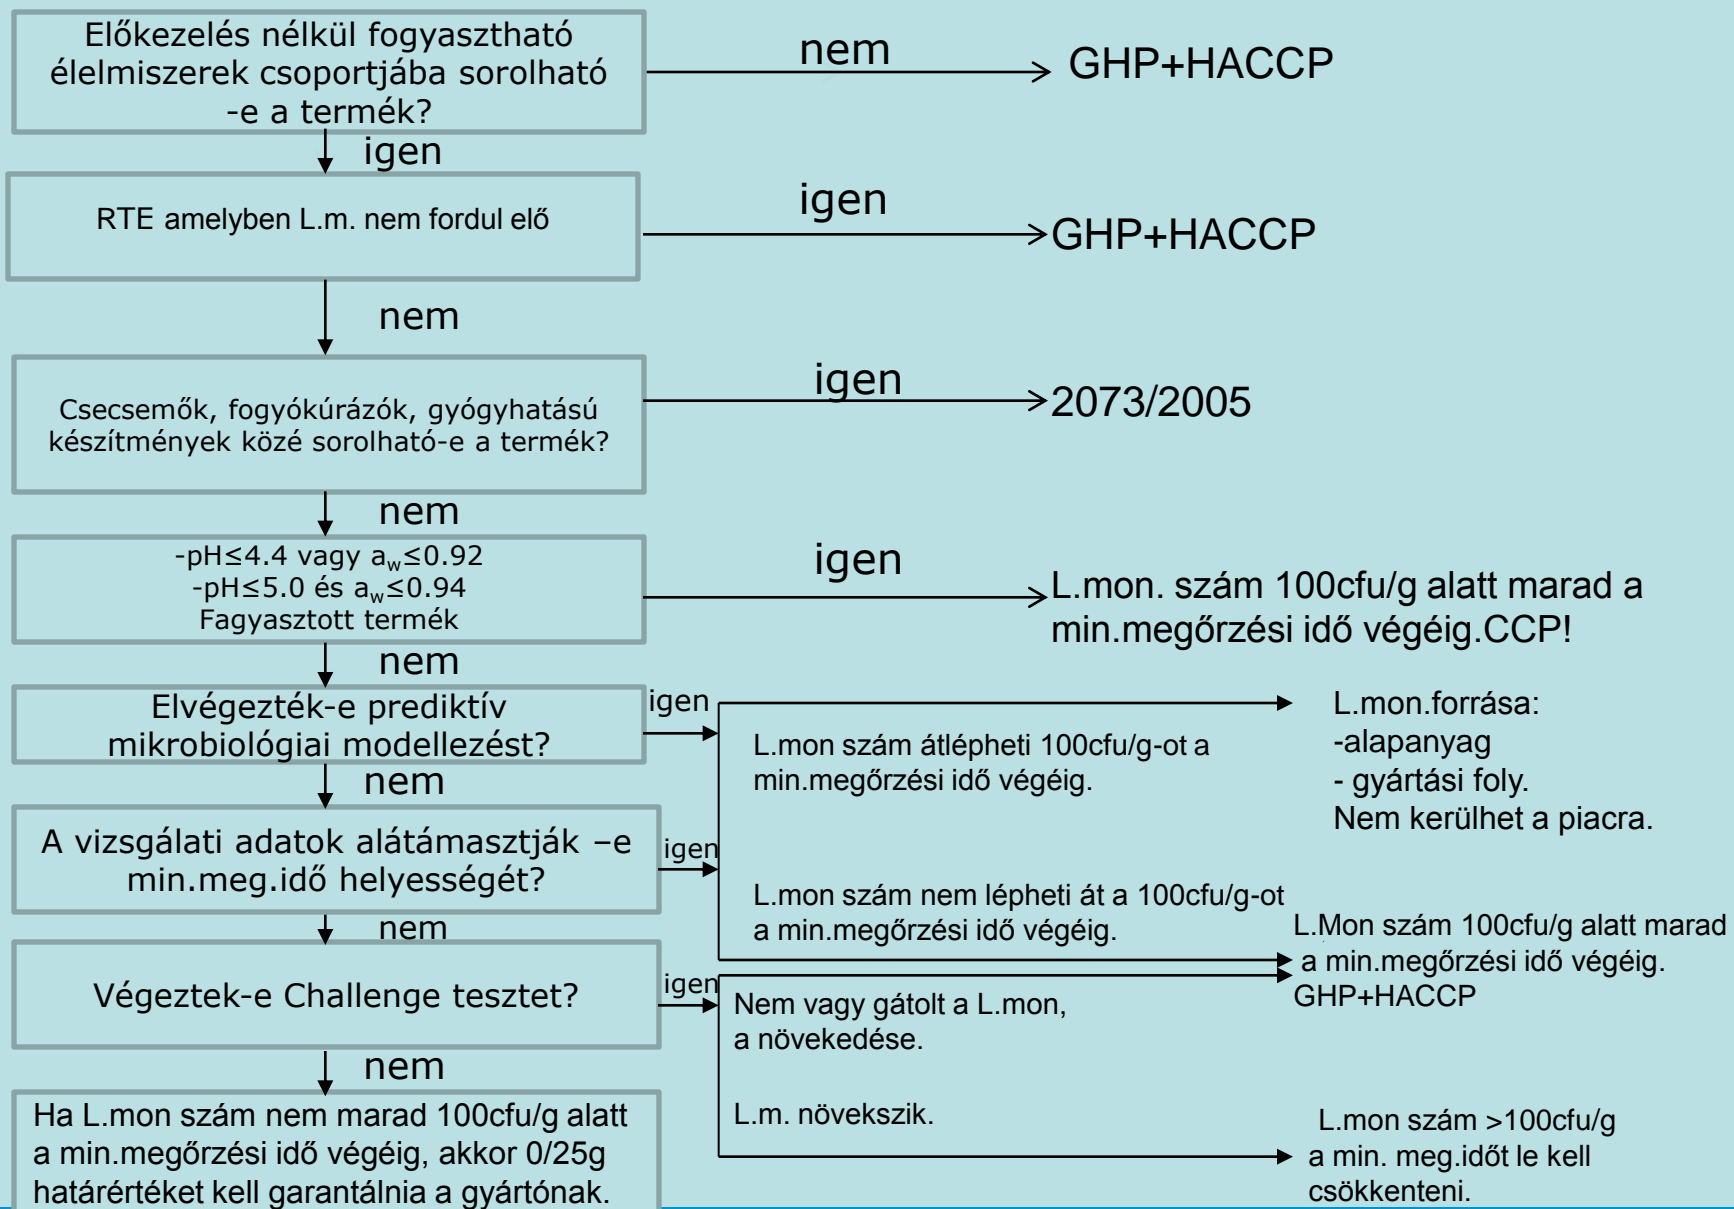 Előkezelés nélkül fogyasztható
élelmiszerek csoportjába sorolható
-e a termék?
nem
GHP+HACCP
igen
RTE amelyben L.m. nem fordul elő
igen
GHP+HACCP
nem
Csecsemők, fogyókúrázók, gyógyhatású
készítmények közé sorolható-e a termék?
igen
2073/2005
nem
-pH≤4.4 vagy aw≤0.92
-pH≤5.0 és aw≤0.94
Fagyasztott termék
igen
L.mon. szám 100cfu/g alatt marad a
min.megőrzési idő végéig.CCP!
nem
Elvégezték-e prediktív
mikrobiológiai modellezést?
igen
L.mon szám átlépheti 100cfu/g-ot a
min.megőrzési idő végéig.
L.mon.forrása:
-alapanyag
- gyártási foly.
Nem kerülhet a piacra.
nem
A vizsgálati adatok alátámasztják –e
min.meg.idő helyességét?
igen
L.mon szám nem lépheti át a 100cfu/g-ot
a min.megőrzési idő végéig.
L.Mon szám 100cfu/g alatt marad
a min.megőrzési idő végéig.
GHP+HACCP
nem
Végeztek-e Challenge tesztet?
igen
Nem vagy gátolt a L.mon,
a növekedése.
L.m. növekszik.
L.mon szám >100cfu/g
a min. meg.időt le kell
csökkenteni.
nem
Ha L.mon szám nem marad 100cfu/g alatt
a min.megőrzési idő végéig, akkor 0/25g
határértéket kell garantálnia a gyártónak.